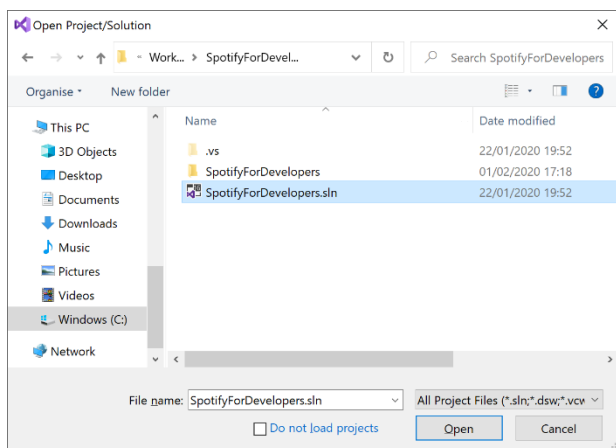 Open Project/Solution
Work... > SpotifyForDevel...
Search SpotifyForDevelopers
Organise New folder
Name Date modified
This PC
3D Objects
Desktop
Documents
Downloads
Music
Pictures
Videos
Windows (C:)
Network
.vs 22/01/2020 19:52
SpotifyForDevelopers 01/02/2020 17:18
SpotifyForDevelopers.sln 22/01/2020 19:52
File name: SpotifyForDevelopers.sln All Project Files (*.sln;*.dsw;*.vcw
Do not load projects Open Cancel